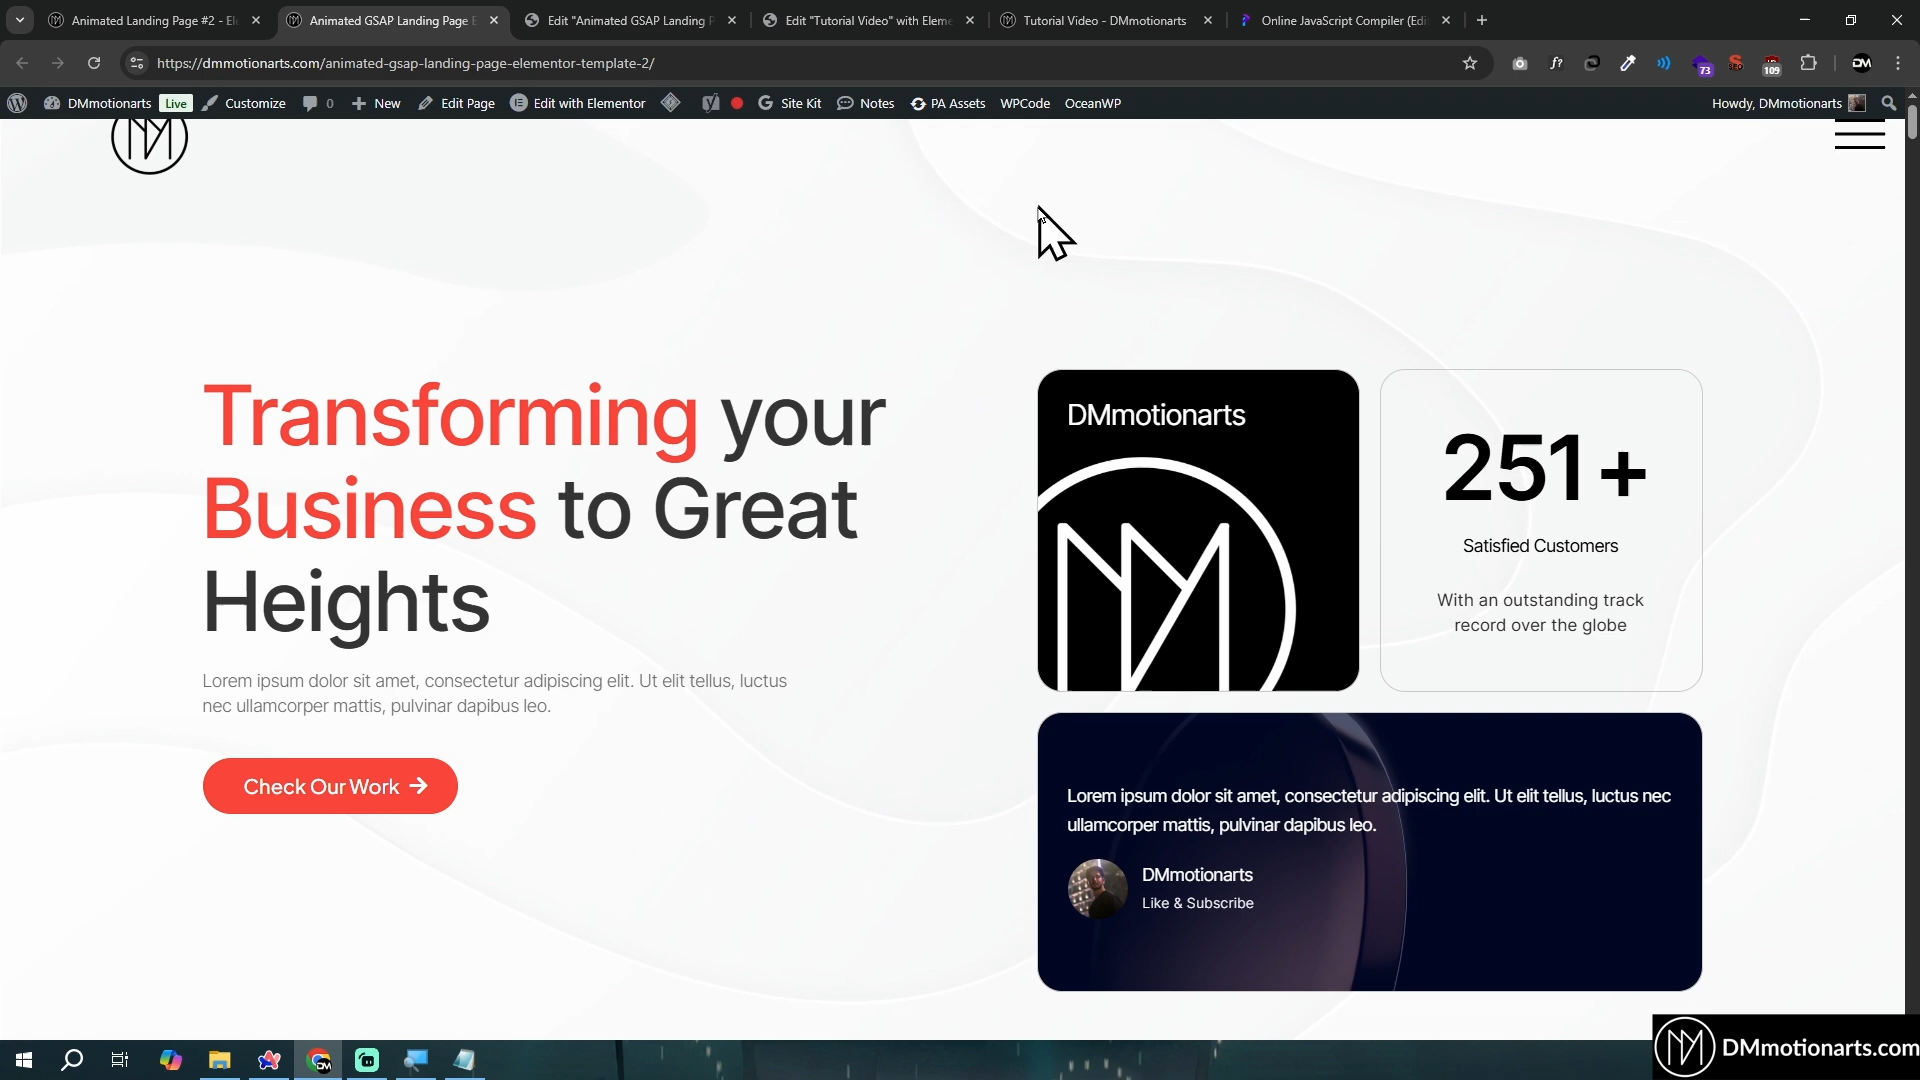 Animated Landing Page #2 - El
Animated GSAP Landing Page E
Edit "Animated GSAP Landing P
Edit "Tutorial Video" with Eleme
Tutorial Video - DMmotionarts
Online JavaScript Compiler (Edi
https://dmmotionarts.com/animated-gsap-landing-page-elementor-template-2/
f?
73
109
DM
DMmotionarts Live
Customize
0
New
Edit Page
Edit with Elementor
Site Kit
Notes
PA Assets
WPCode
OceanWP
Howdy, DMmotionarts
Transforming your
Business to Great
Heights
Lorem ipsum dolor sit amet, consectetur adipiscing elit. Ut elit tellus, luctus
nec ullamcorper mattis, pulvinar dapibus leo.
Check Our Work
DMmotionarts
251+
Satisfied Customers
With an outstanding track
record over the globe
Lorem ipsum dolor sit amet, consectetur adipiscing elit. Ut elit tellus, luctus nec
ullamcorper mattis, pulvinar dapibus leo.
DMmotionarts
Like & Subscribe
DMmotionarts.com